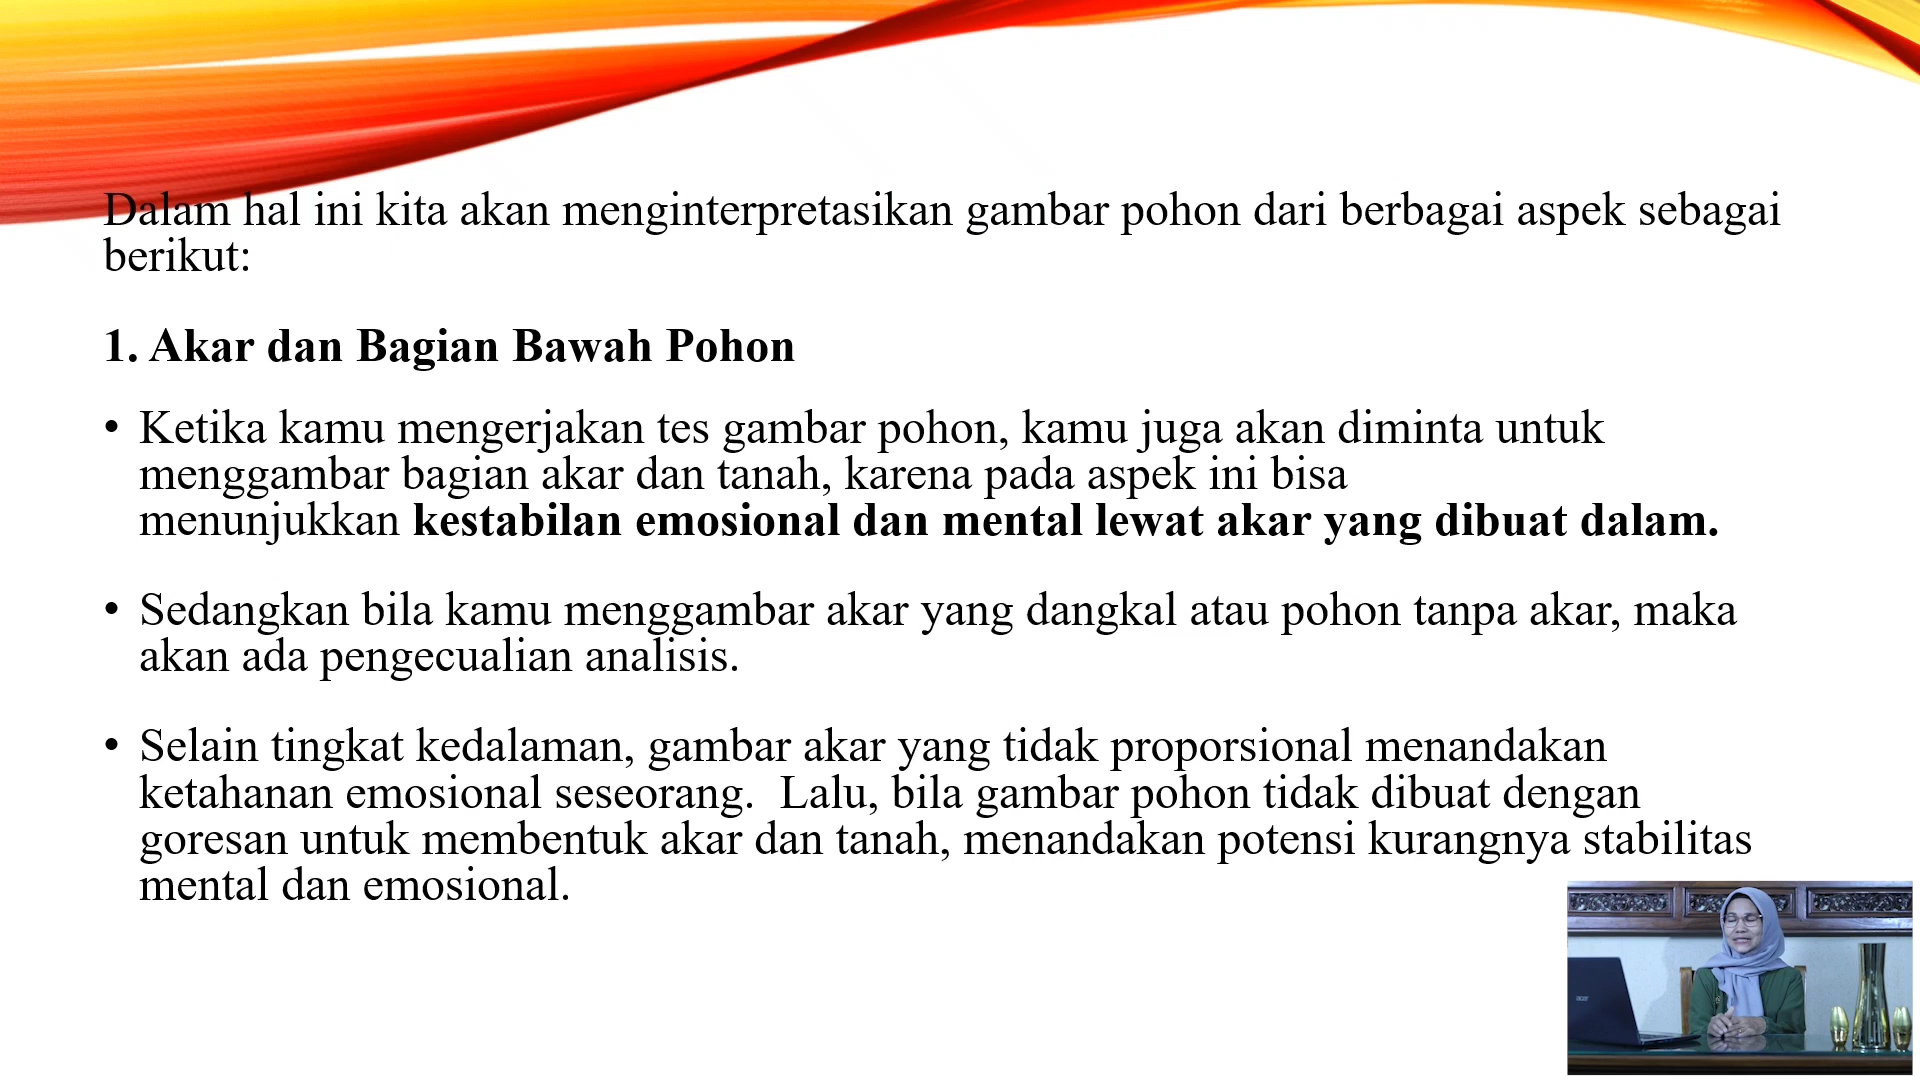 Dalam hal ini kita akan menginterpretasikan gambar pohon dari berbagai aspek sebagai
berikut:
1. Akar dan Bagian Bawah Pohon
• Ketika kamu mengerjakan tes gambar pohon, kamu juga akan diminta untuk
menggambar bagian akar dan tanah, karena pada aspek ini bisa
menunjukkan kestabilan emosional dan mental lewat akar yang dibuat dalam.
• Sedangkan bila kamu menggambar akar yang dangkal atau pohon tanpa akar, maka
akan ada pengecualian analisis.
• Selain tingkat kedalaman, gambar akar yang tidak proporsional menandakan
ketahanan emosional seseorang.  Lalu, bila gambar pohon tidak dibuat dengan
goresan untuk membentuk akar dan tanah, menandakan potensi kurangnya stabilitas
mental dan emosional.
acer